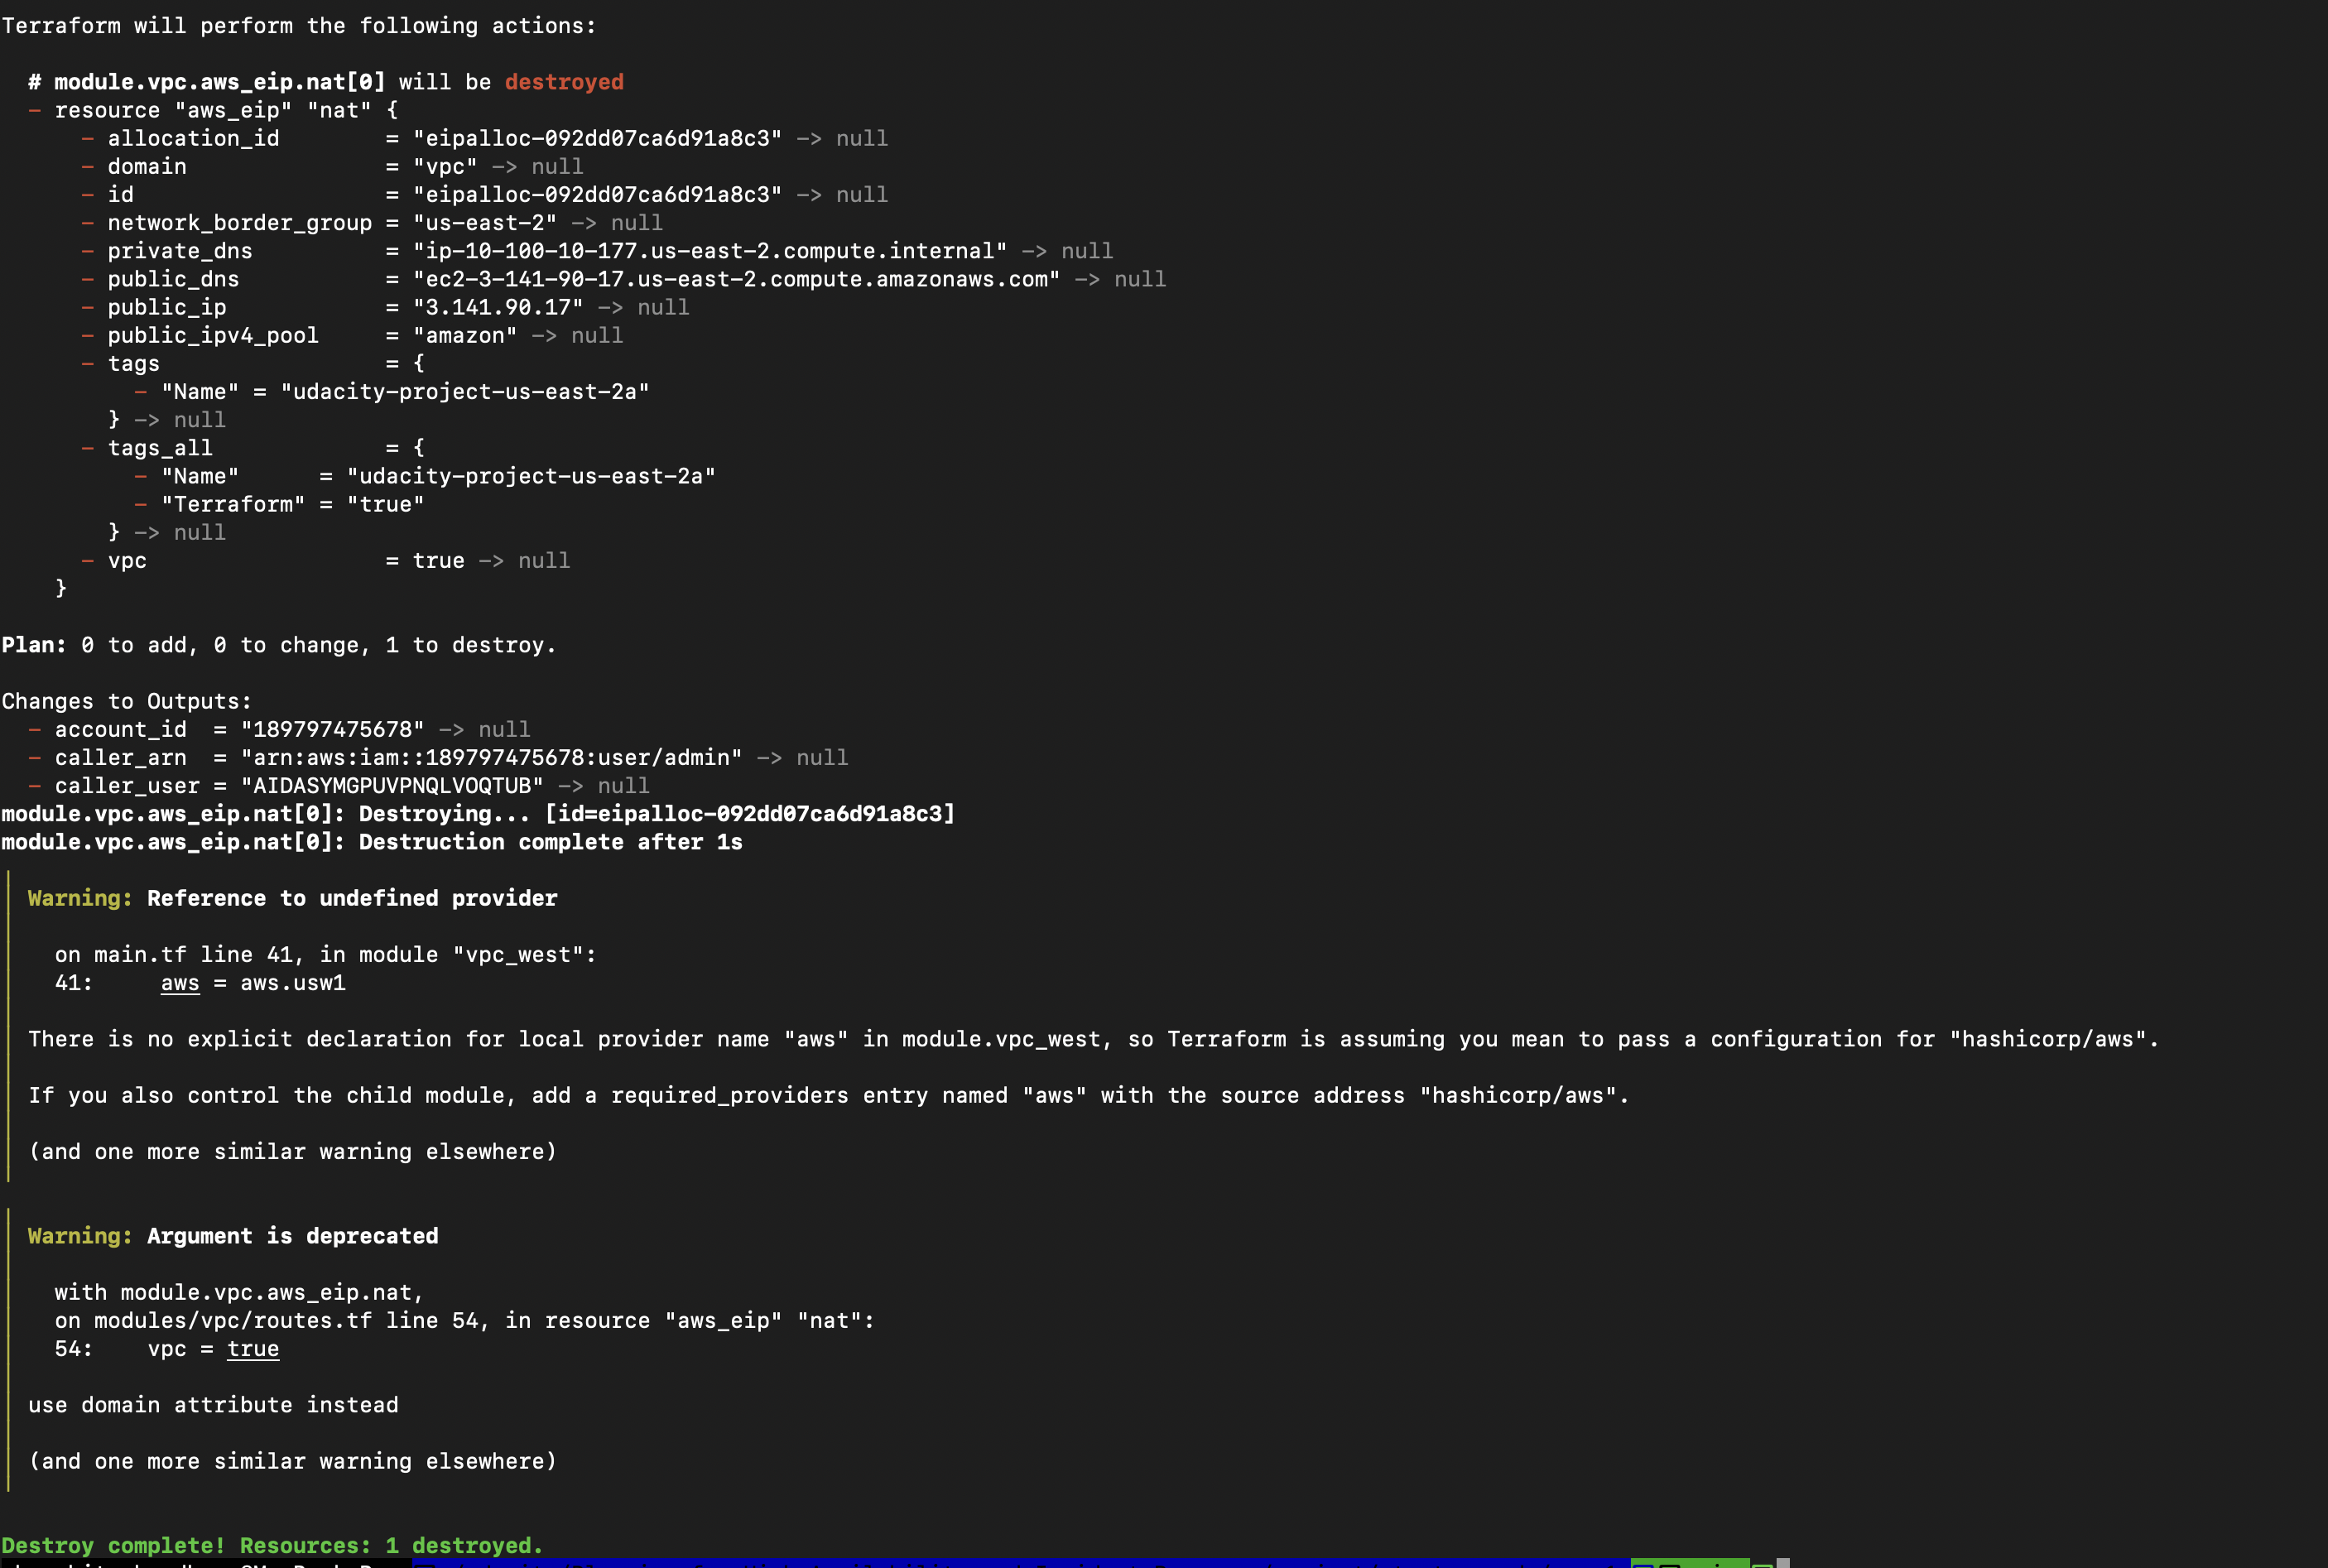 Terraform will perform the following actions:
# module.vpc.aws_eip.nat[0] will be destroyed
- resource "aws_eip" "nat" {
- allocation_id        = "eipalloc-092dd07ca6d91a8c3" -> null
- domain               = "vpc" -> null
- id                   = "eipalloc-092dd07ca6d91a8c3" -> null
- network_border_group = "us-east-2" -> null
- private_dns          = "ip-10-100-10-177.us-east-2.compute.internal" -> null
- public_dns           = "ec2-3-141-90-17.us-east-2.compute.amazonaws.com" -> null
- public_ip            = "3.141.90.17" -> null
- public_ipv4_pool     = "amazon" -> null
- tags                 = {
- "Name" = "udacity-project-us-east-2a"
} -> null
- tags_all             = {
- "Name"      = "udacity-project-us-east-2a"
- "Terraform" = "true"
} -> null
- vpc                  = true -> null
}
Plan: 0 to add, 0 to change, 1 to destroy.
Changes to Outputs:
- account_id  = "189797475678" -> null
- caller_arn  = "arn:aws:iam::189797475678:user/admin" -> null
- caller_user = "AIDASYMGPUVPNQLVOQTUB" -> null
module.vpc.aws_eip.nat[0]: Destroying... [id=eipalloc-092dd07ca6d91a8c3]
module.vpc.aws_eip.nat[0]: Destruction complete after 1s
Warning: Reference to undefined provider
on main.tf line 41, in module "vpc_west":
41:     aws = aws.usw1
There is no explicit declaration for local provider name "aws" in module.vpc_west, so Terraform is assuming you mean to pass a configuration for "hashicorp/aws".
If you also control the child module, add a required_providers entry named "aws" with the source address "hashicorp/aws".
(and one more similar warning elsewhere)
Warning: Argument is deprecated
with module.vpc.aws_eip.nat,
on modules/vpc/routes.tf line 54, in resource "aws_eip" "nat":
54:    vpc = true
use domain attribute instead
(and one more similar warning elsewhere)
Destroy complete! Resources: 1 destroyed.